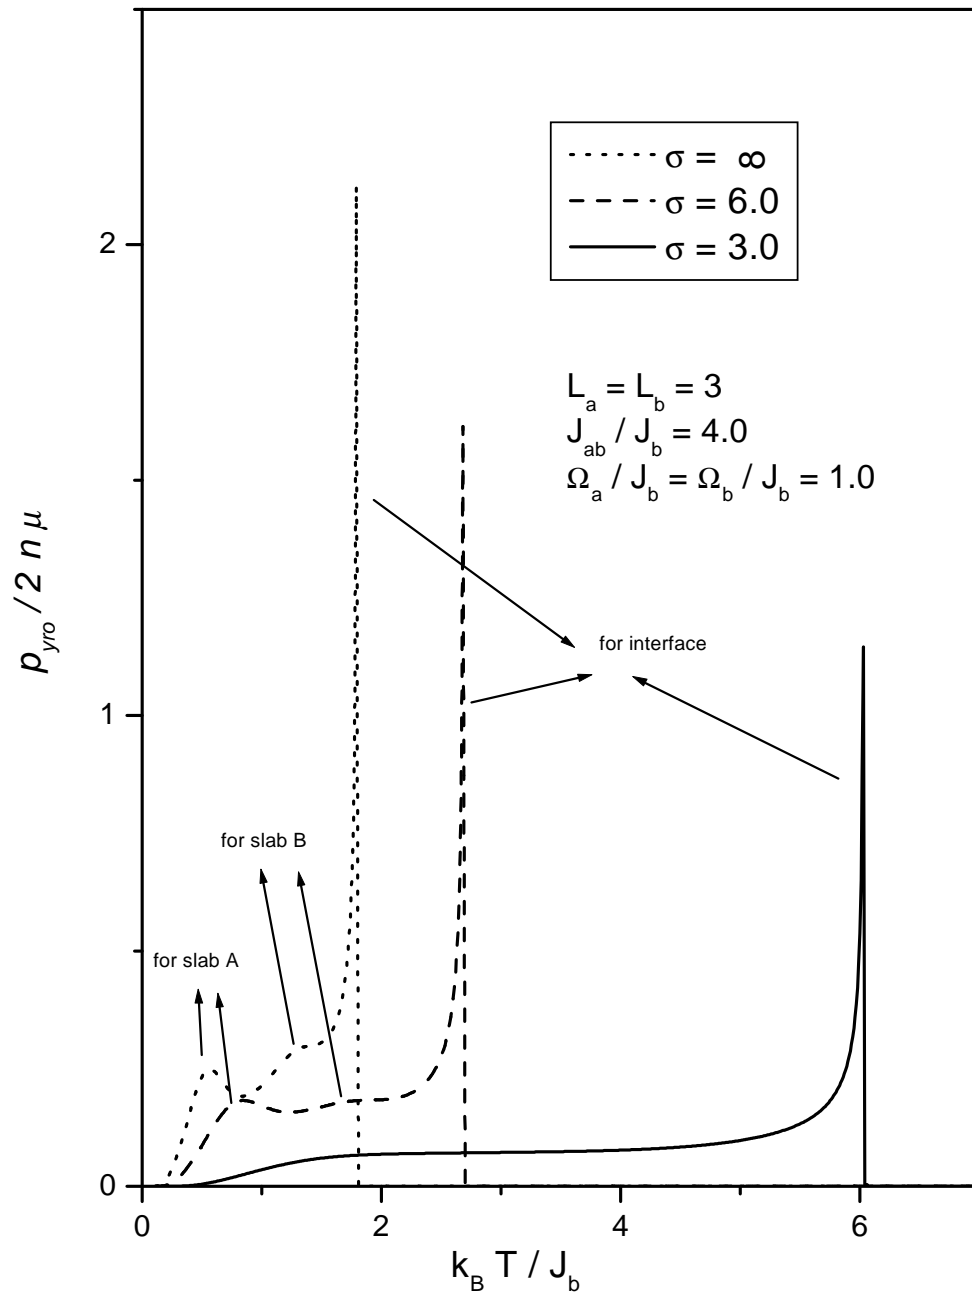 σ = ∞
σ = 6.0
σ = 3.0
L_a = L_b = 3
J_ab / J_b = 4.0
Ω_a / J_b = Ω_b / J_b = 1.0
for interface
for slab B
for slab A
p_yro / 2 n μ
2
1
0
0 2 4 6
k_B T / J_b